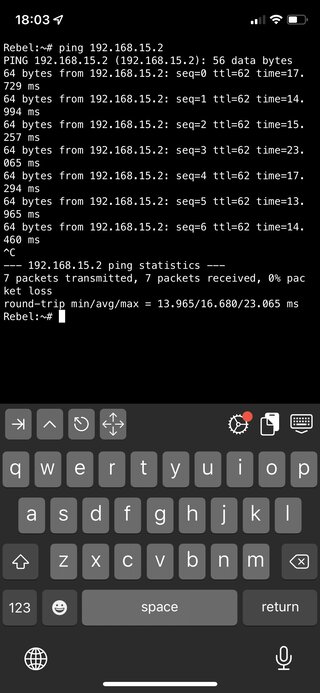 18:03
Rebel:~# ping 192.168.15.2
PING 192.168.15.2 (192.168.15.2): 56 data bytes
64 bytes from 192.168.15.2: seq=0 ttl=62 time=17.
729 ms
64 bytes from 192.168.15.2: seq=1 ttl=62 time=14.
994 ms
64 bytes from 192.168.15.2: seq=2 ttl=62 time=15.
257 ms
64 bytes from 192.168.15.2: seq=3 ttl=62 time=23.
065 ms
64 bytes from 192.168.15.2: seq=4 ttl=62 time=17.
294 ms
64 bytes from 192.168.15.2: seq=5 ttl=62 time=13.
965 ms
64 bytes from 192.168.15.2: seq=6 ttl=62 time=14.
460 ms
^C
--- 192.168.15.2 ping statistics ---
7 packets transmitted, 7 packets received, 0% pac
ket loss
round-trip min/avg/max = 13.965/16.680/23.065 ms
Rebel:~#
q w e r t y u i o p
a s d f g h j k l
z x c v b n m
123 space return